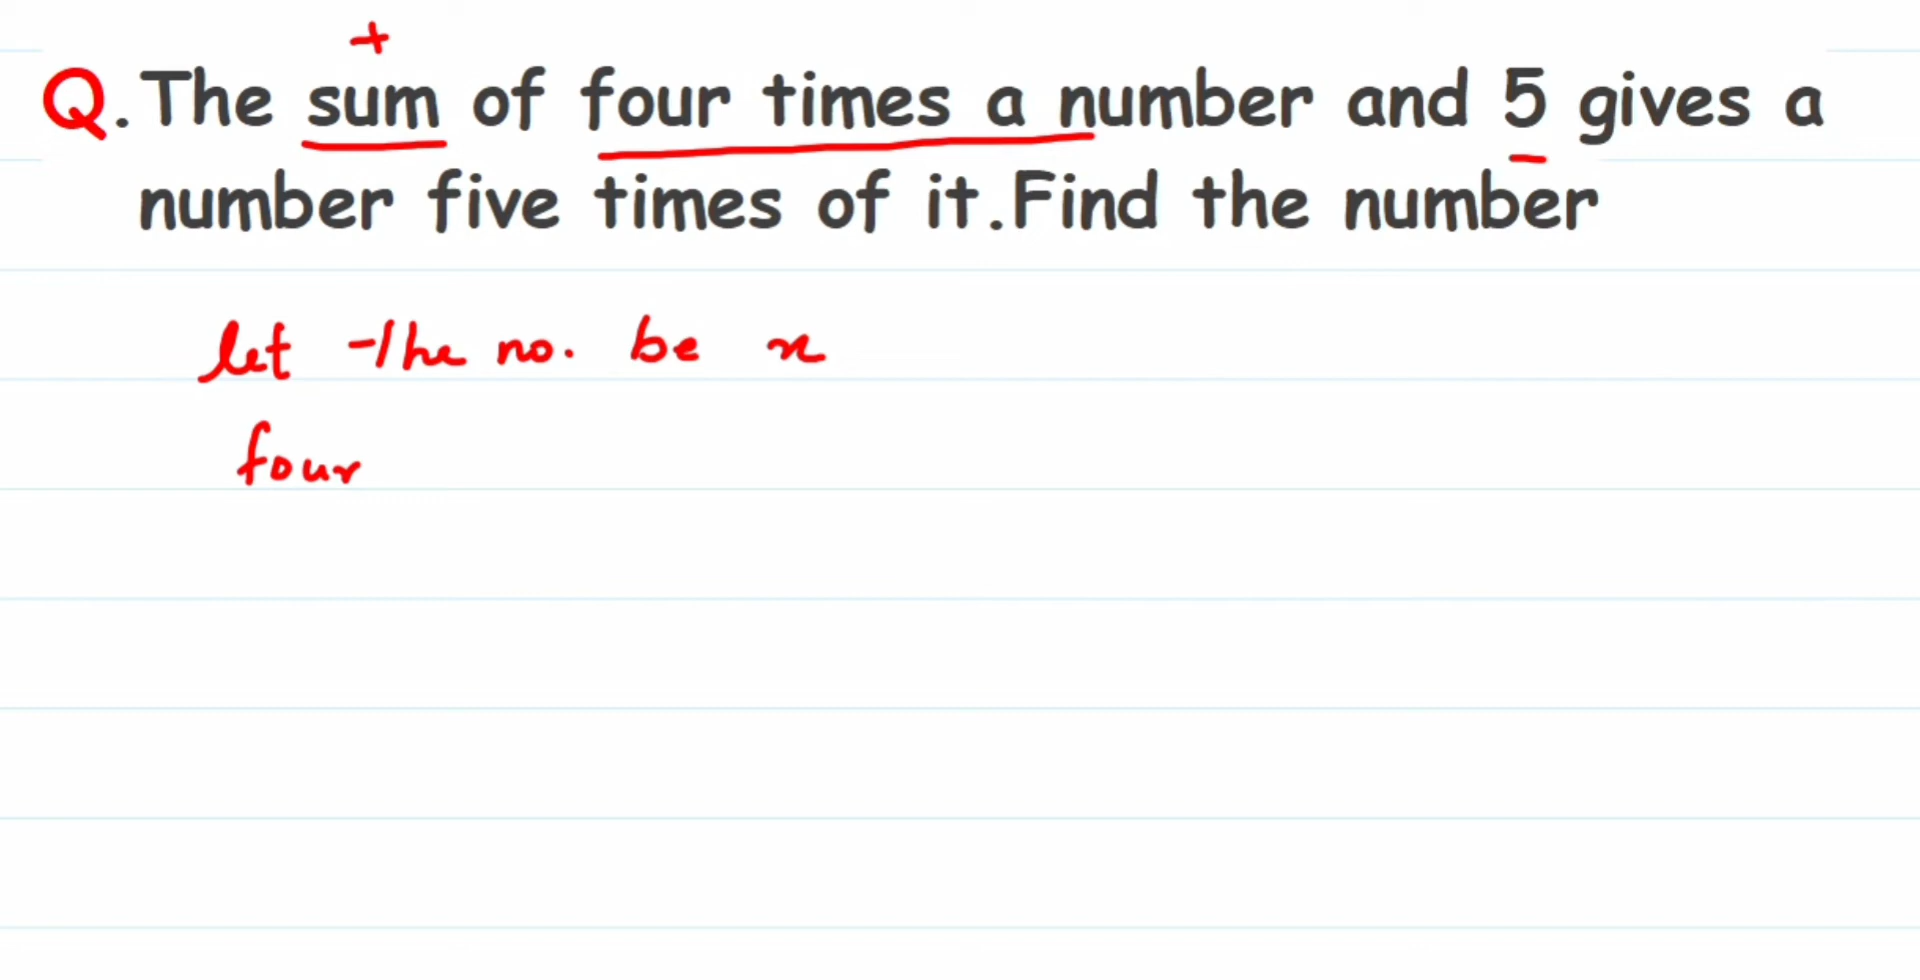 +
Q. The sum of four times a number and 5 gives a
number five times of it.Find the number
let the no. be x
four